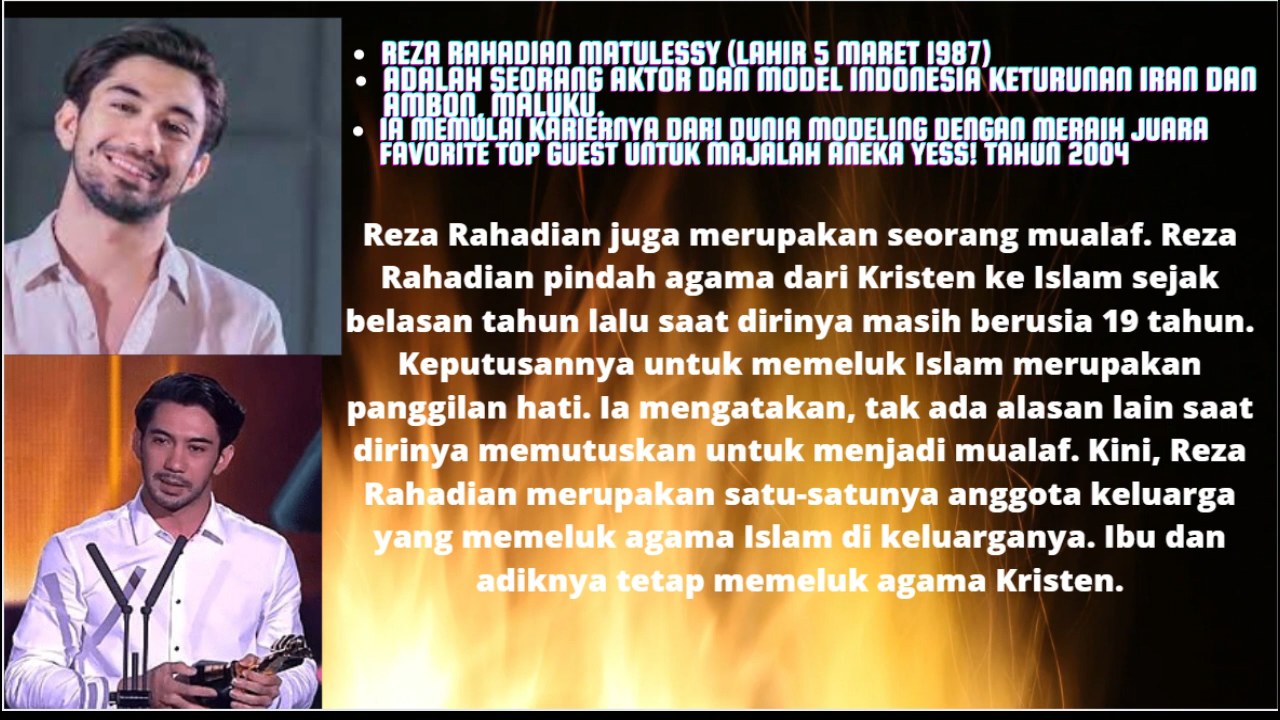 REZA RAHADIAN MATULESSY (LAHIR 5 MARET 1987)
ADALAH SEORANG AKTOR DAN MODEL INDONESIA KETURUNAN IRAN DAN
AMBON, MALUKU.
IA MEMULAI KARIERNYA DARI DUNIA MODELING DENGAN MERAIH JUARA
FAVORITE TOP GUEST UNTUK MAJALAH ANEKA YESS! TAHUN 2004
Reza Rahadian juga merupakan seorang mualaf. Reza
Rahadian pindah agama dari Kristen ke Islam sejak
belasan tahun lalu saat dirinya masih berusia 19 tahun.
Keputusannya untuk memeluk Islam merupakan
panggilan hati. Ia mengatakan, tak ada alasan lain saat
dirinya memutuskan untuk menjadi mualaf. Kini, Reza
Rahadian merupakan satu-satunya anggota keluarga
yang memeluk agama Islam di keluarganya. Ibu dan
adiknya tetap memeluk agama Kristen.